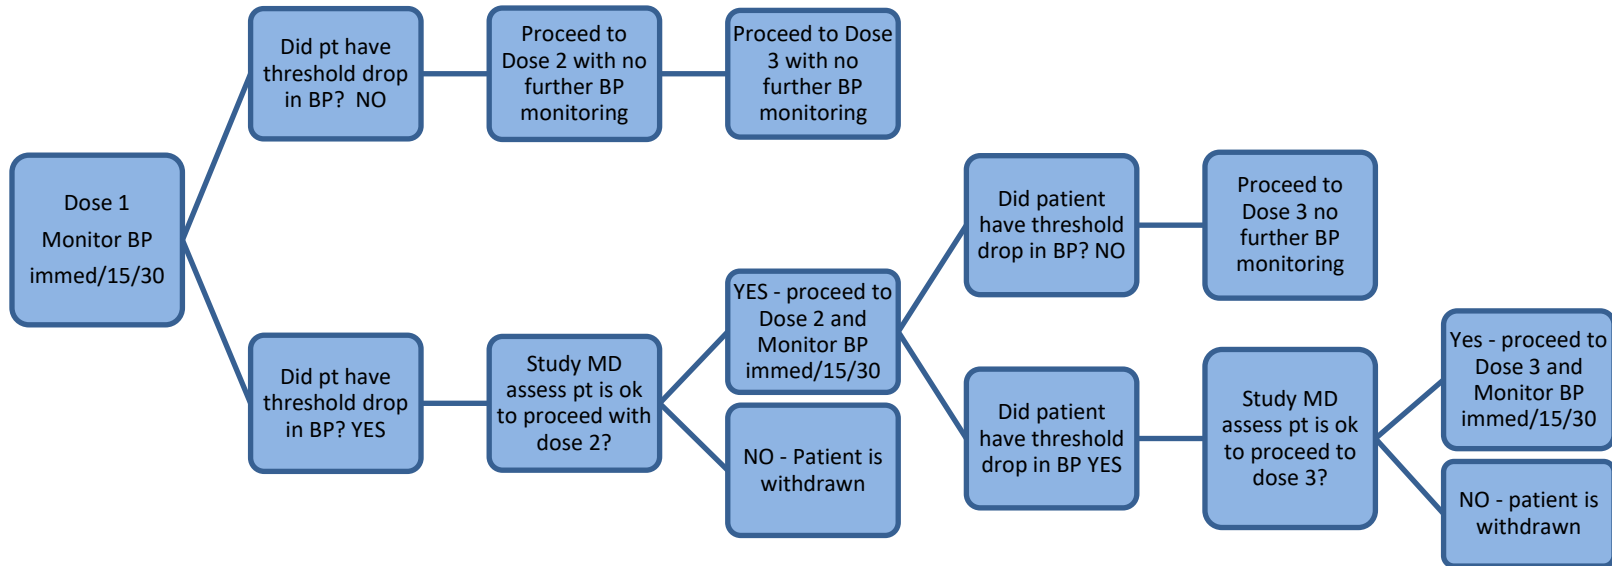 Dose 1
Monitor BP
immed/15/30
Did pt have
threshold drop
in BP?  NO
Proceed to
Dose 2 with no
further BP
monitoring
Proceed to Dose
3 with no
further BP
monitoring
Did pt have
threshold drop
in BP? YES
Study MD
assess pt is ok
to proceed with
dose 2?
YES - proceed to
Dose 2 and
Monitor BP
immed/15/30
NO - Patient is
withdrawn
Did patient
have threshold
drop in BP? NO
Proceed to
Dose 3 no
further BP
monitoring
Did patient
have threshold
drop in BP YES
Study MD
assess pt is ok
to proceed to
dose 3?
Yes - proceed to
Dose 3 and
Monitor BP
immed/15/30
NO - patient is
withdrawn